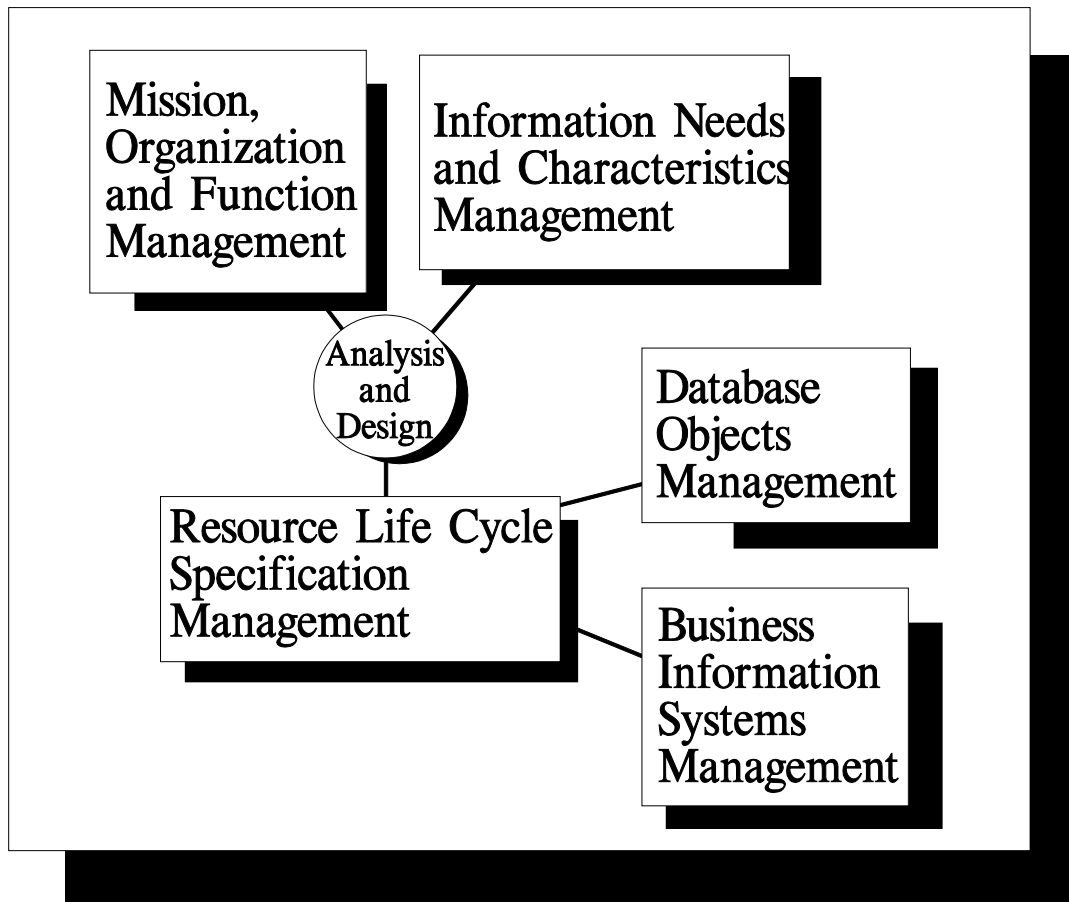 Mission,
Organization
and Function
Management
Information Needs
and Characteristics
Management
Analysis
and
Design
Database
Objects
Management
Resource Life Cycle
Specification
Management
Business
Information
Systems
Management